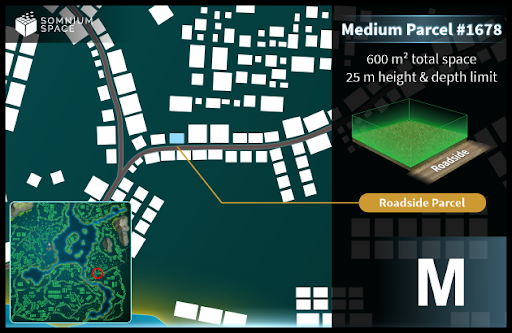 SOMNIUM
SPACE
Medium Parcel #1678
600 m² total space
25 m height & depth limit
Roadside
Roadside Parcel
M